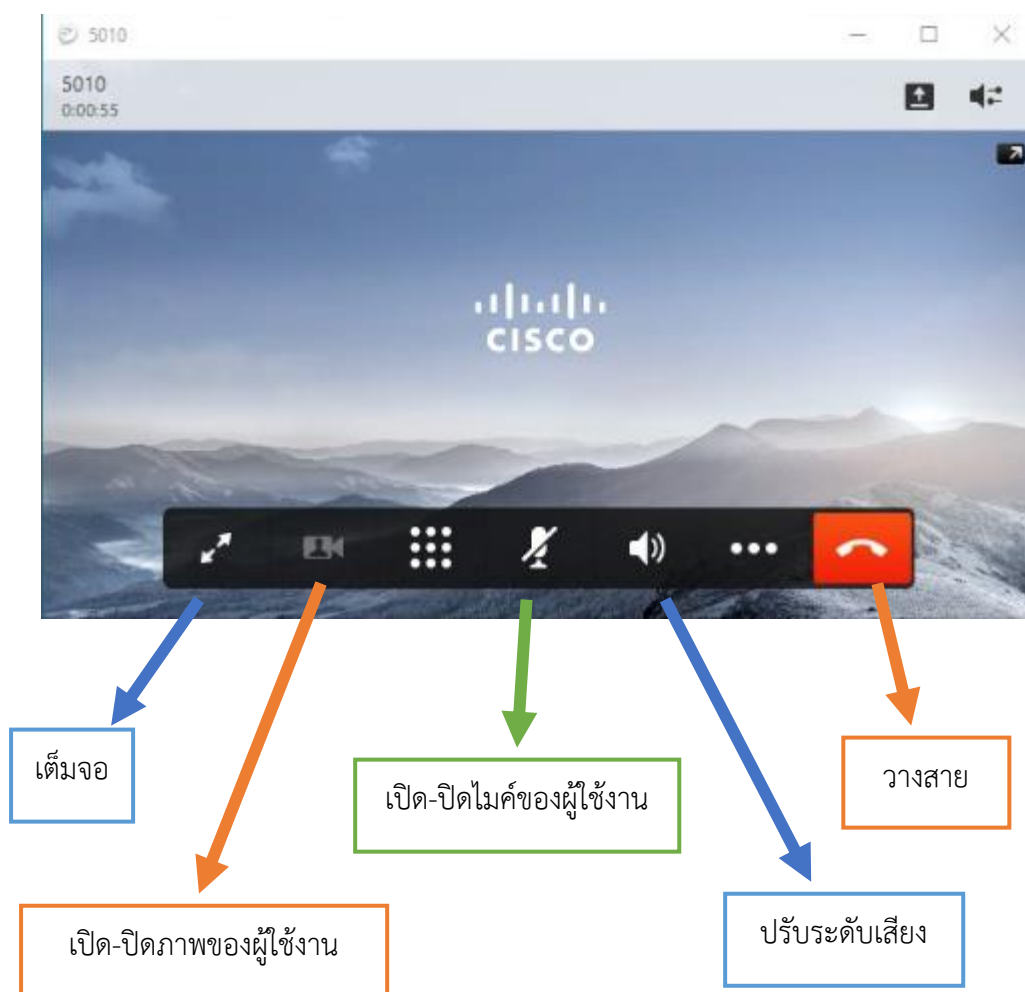 5010
5010
0:00:55
CISCO
เต็มจอ
เปิด-ปิดไมค์ของผู้ใช้งาน
วางสาย
เปิด-ปิดภาพของผู้ใช้งาน
ปรับระดับเสียง